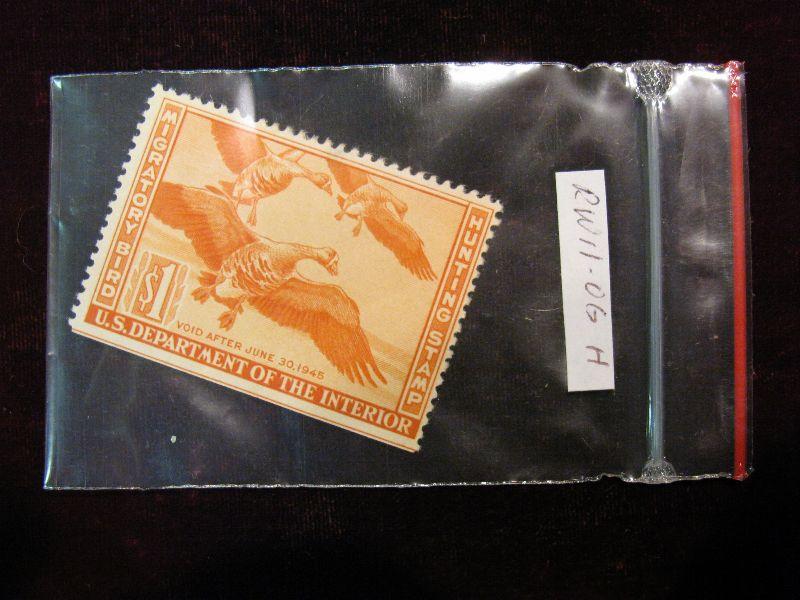 MIGRATORY BIRD
HUNTING STAMP
$1
VOID AFTER JUNE 30, 1945
U.S. DEPARTMENT OF THE INTERIOR
RW11-OG H